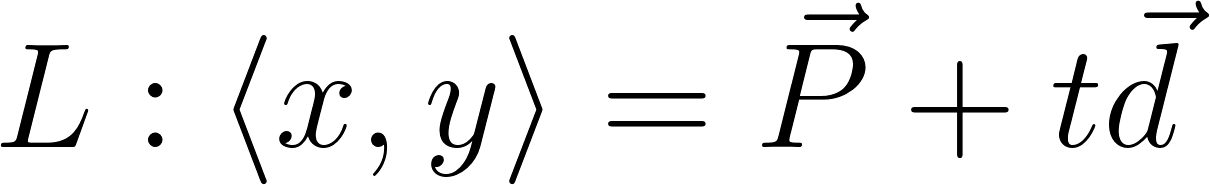 L : ⟨x, y⟩ = P⃗ + td⃗